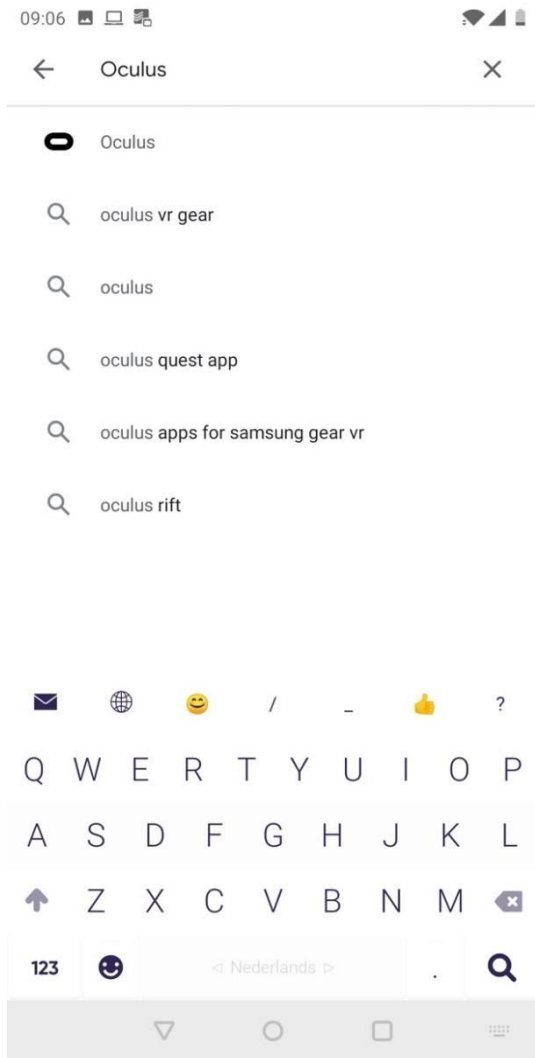 09:06
Oculus
Oculus
oculus vr gear
oculus
oculus quest app
oculus apps for samsung gear vr
oculus rift
/ _ ?
Q W E R T Y U I O P
A S D F G H J K L
Z X C V B N M
123 ◅ Nederlands ▻ .